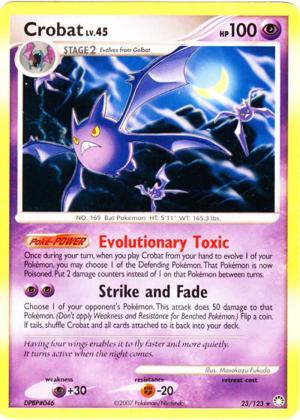 Crobat LV.45
HP 100
STAGE 2 Evolves from Golbat
NO. 169 Bat Pokémon HT: 5'11" WT: 165.3 lbs.
Poké-POWER Evolutionary Toxic
Once during your turn, when you play Crobat from your hand to evolve 1 of your
Pokémon, you may choose 1 of the Defending Pokémon. That Pokémon is now
Poisoned. Put 2 damage counters instead of 1 on that Pokémon between turns.
Strike and Fade
Choose 1 of your opponent's Pokémon. This attack does 50 damage to that
Pokémon. (Don't apply Weakness and Resistance for Benched Pokémon.) Flip a
coin. If tails, shuffle Crobat and all cards attached to it back into your deck.
Having four wings enables it to fly faster and more quietly.
It turns active when the night comes.
Illus. Masakazu Fukuda
DPBP#046
weakness
+30
resistance
-20
retreat cost
©2007 Pokémon/Nintendo.
23/123